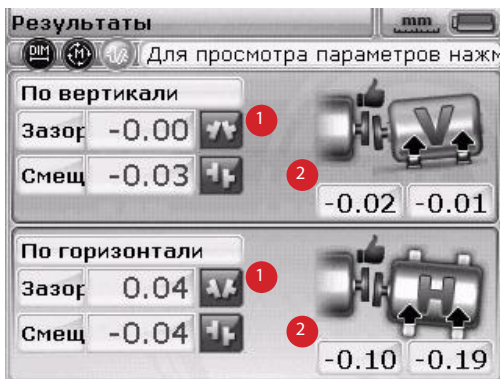 Результаты mm
DIM M Для просмотра параметров нажм
По вертикали
Зазор -0.00 1
V
Смещ -0.03 2
-0.02 -0.01
По горизонтали
Зазор 0.04 1
H
Смещ -0.04 2
-0.10 -0.19